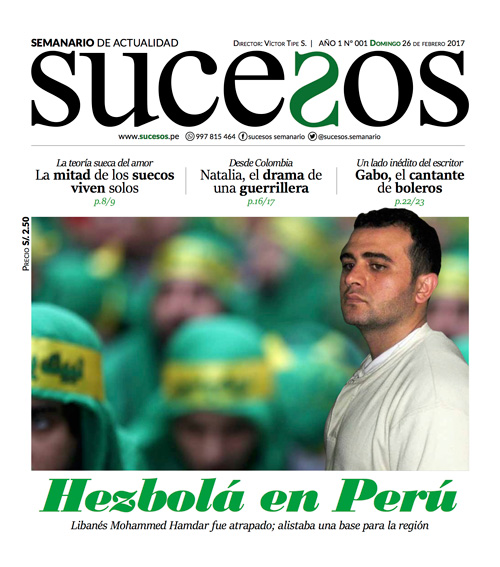 SEMANARIO DE ACTUALIDAD
DIRECTOR: VÍCTOR TIPE S. | AÑO 1 Nº 001 DOMINGO 26 DE FEBRERO 2017
sucesos
www.sucesos.pe 997 815 464 sucesos semanario @sucesos.semanario
La teoría sueca del amor
La mitad de los suecos
viven solos
p.8/9
Desde Colombia
Natalia, el drama de
una guerrillera
p.16/17
Un lado inédito del escritor
Gabo, el cantante
de boleros
p.22/23
PRECIO S/. 2.50
Hezbolá en Perú
Libanés Mohammed Hamdar fue atrapado; alistaba una base para la región